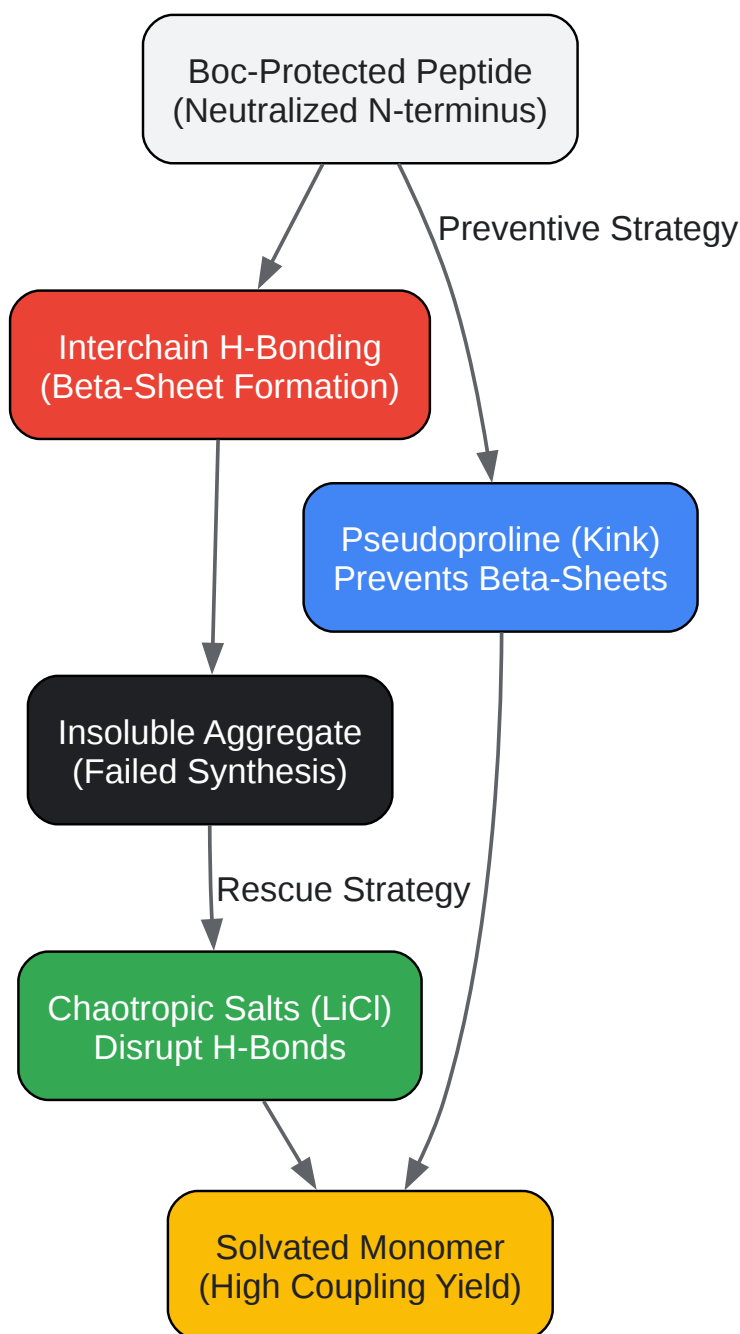 Boc-Protected Peptide
(Neutralized N-terminus)
Preventive Strategy
Interchain H-Bonding
(Beta-Sheet Formation)
Pseudoproline (Kink)
Prevents Beta-Sheets
Insoluble Aggregate
(Failed Synthesis)
Rescue Strategy
Chaotropic Salts (LiCl)
Disrupt H-Bonds
Solvated Monomer
(High Coupling Yield)